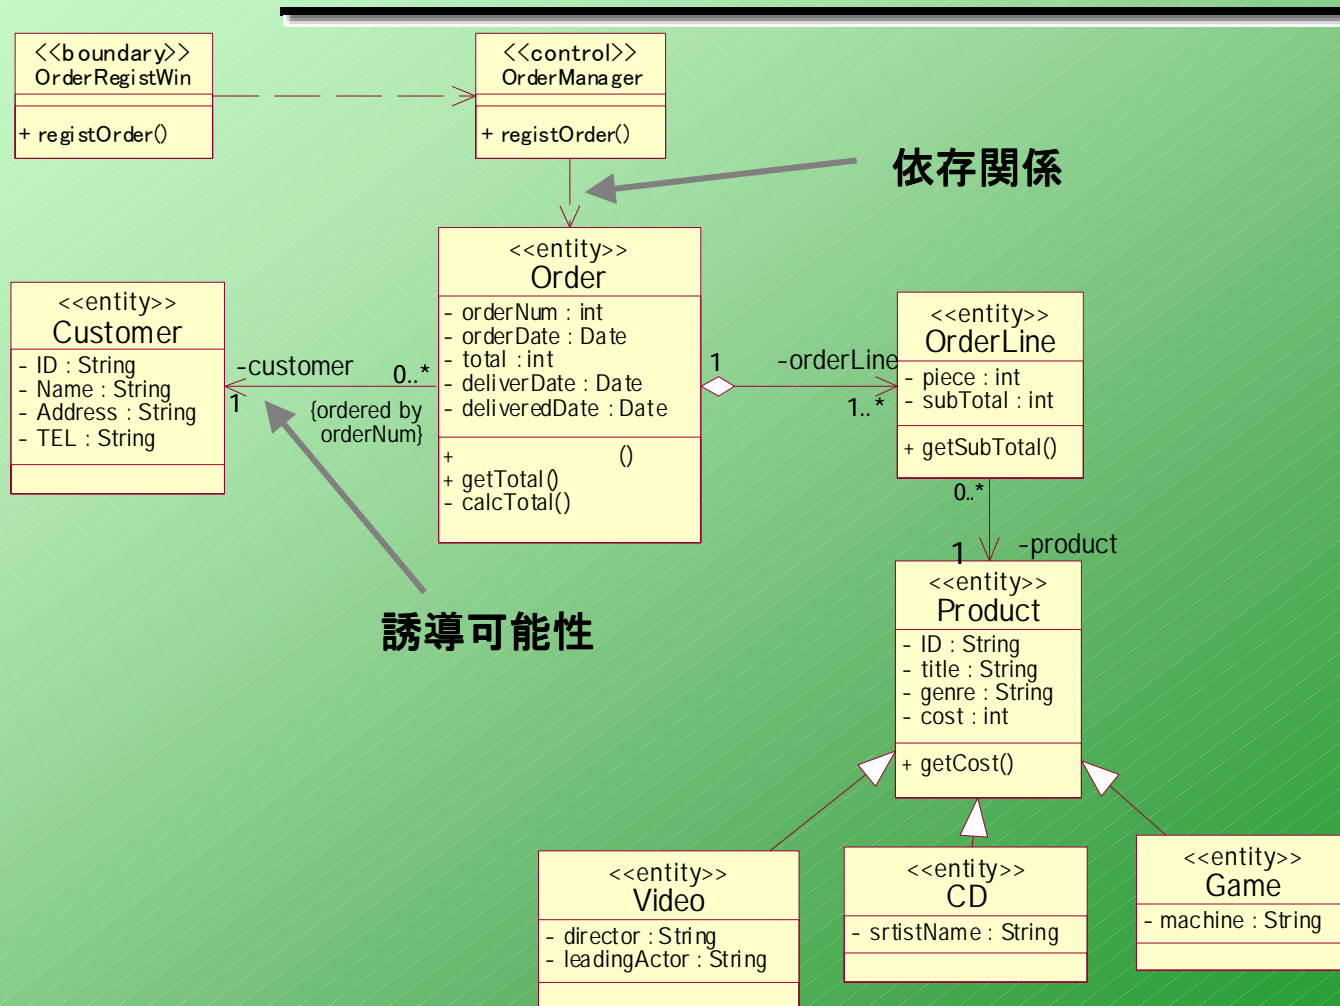 <<boundary>>
OrderRegistWin
+ registOrder()
<<control>>
OrderManager
+ registOrder()
依存関係
<<entity>>
Order
- orderNum : int
- orderDate : Date
- total : int
- deliverDate : Date
- deliveredDate : Date
+ ()
+ getTotal()
- calcTotal()
<<entity>>
Customer
- ID : String
- Name : String
- Address : String
- TEL : String
-customer
0..*
1
{ordered by
orderNum}
1
-orderLine
1..*
<<entity>>
OrderLine
- piece : int
- subTotal : int
+ getSubTotal()
0..*
1
-product
誘導可能性
<<entity>>
Product
- ID : String
- title : String
- genre : String
- cost : int
+ getCost()
<<entity>>
Video
- director : String
- leadingActor : String
<<entity>>
CD
- srtistName : String
<<entity>>
Game
- machine : String